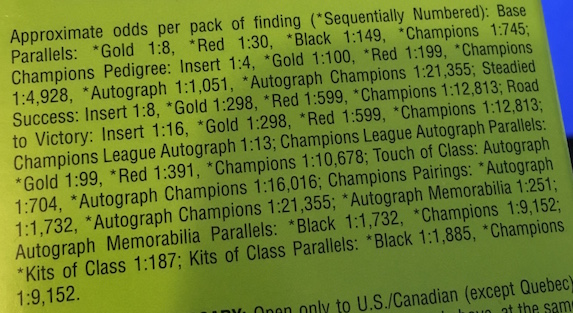 Approximate odds per pack of finding (*Sequentially Numbered): Base
Parallels: *Gold 1:8, *Red 1:30, *Black 1:149, *Champions 1:745;
Champions Pedigree: Insert 1:4, *Gold 1:100, *Red 1:199, *Champions
1:4,928, *Autograph 1:1,051, *Autograph Champions 1:21,355; Steadied
Success: Insert 1:8, *Gold 1:298, *Red 1:599, *Champions 1:12,813; Road
to Victory: Insert 1:16, *Gold 1:298, *Red 1:599, *Champions 1:12,813;
Champions League Autograph 1:13; Champions League Autograph Parallels:
*Gold 1:99, *Red 1:391, *Champions 1:10,678; Touch of Class: Autograph
1:704, *Autograph Champions 1:16,016; Champions Pairings: *Autograph
1:1,732, *Autograph Champions 1:21,355; *Autograph Memorabilia 1:251;
Autograph Memorabilia Parallels: *Black 1:1,732, *Champions 1:9,152;
*Kits of Class 1:187; Kits of Class Parallels: *Black 1:1,885, *Champions
1:9,152.
Open only to U.S./Canadian (except Quebec)
at the same